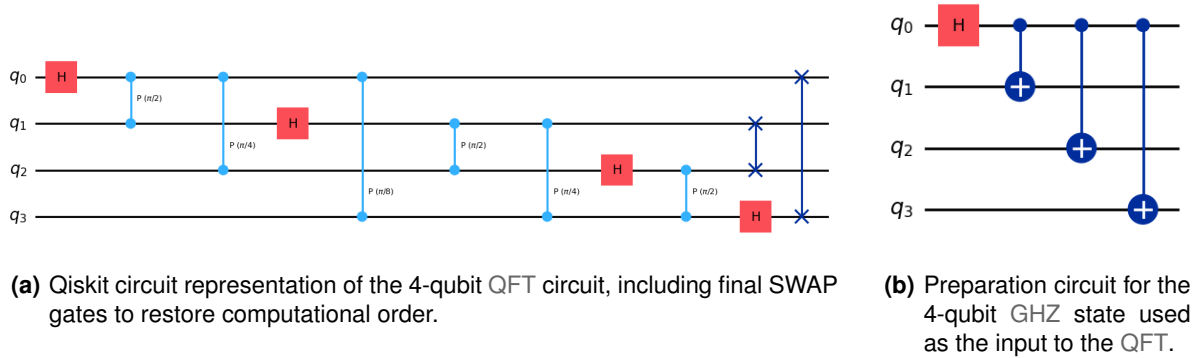 q0 H P (π/2) P (π/4) P (π/8)
q1 H P (π/2) P (π/4)
q2 H P (π/2)
q3 H
(a) Qiskit circuit representation of the 4-qubit QFT circuit, including final SWAP
gates to restore computational order.
q0 H
q1
q2
q3
(b) Preparation circuit for the
4-qubit GHZ state used
as the input to the QFT.